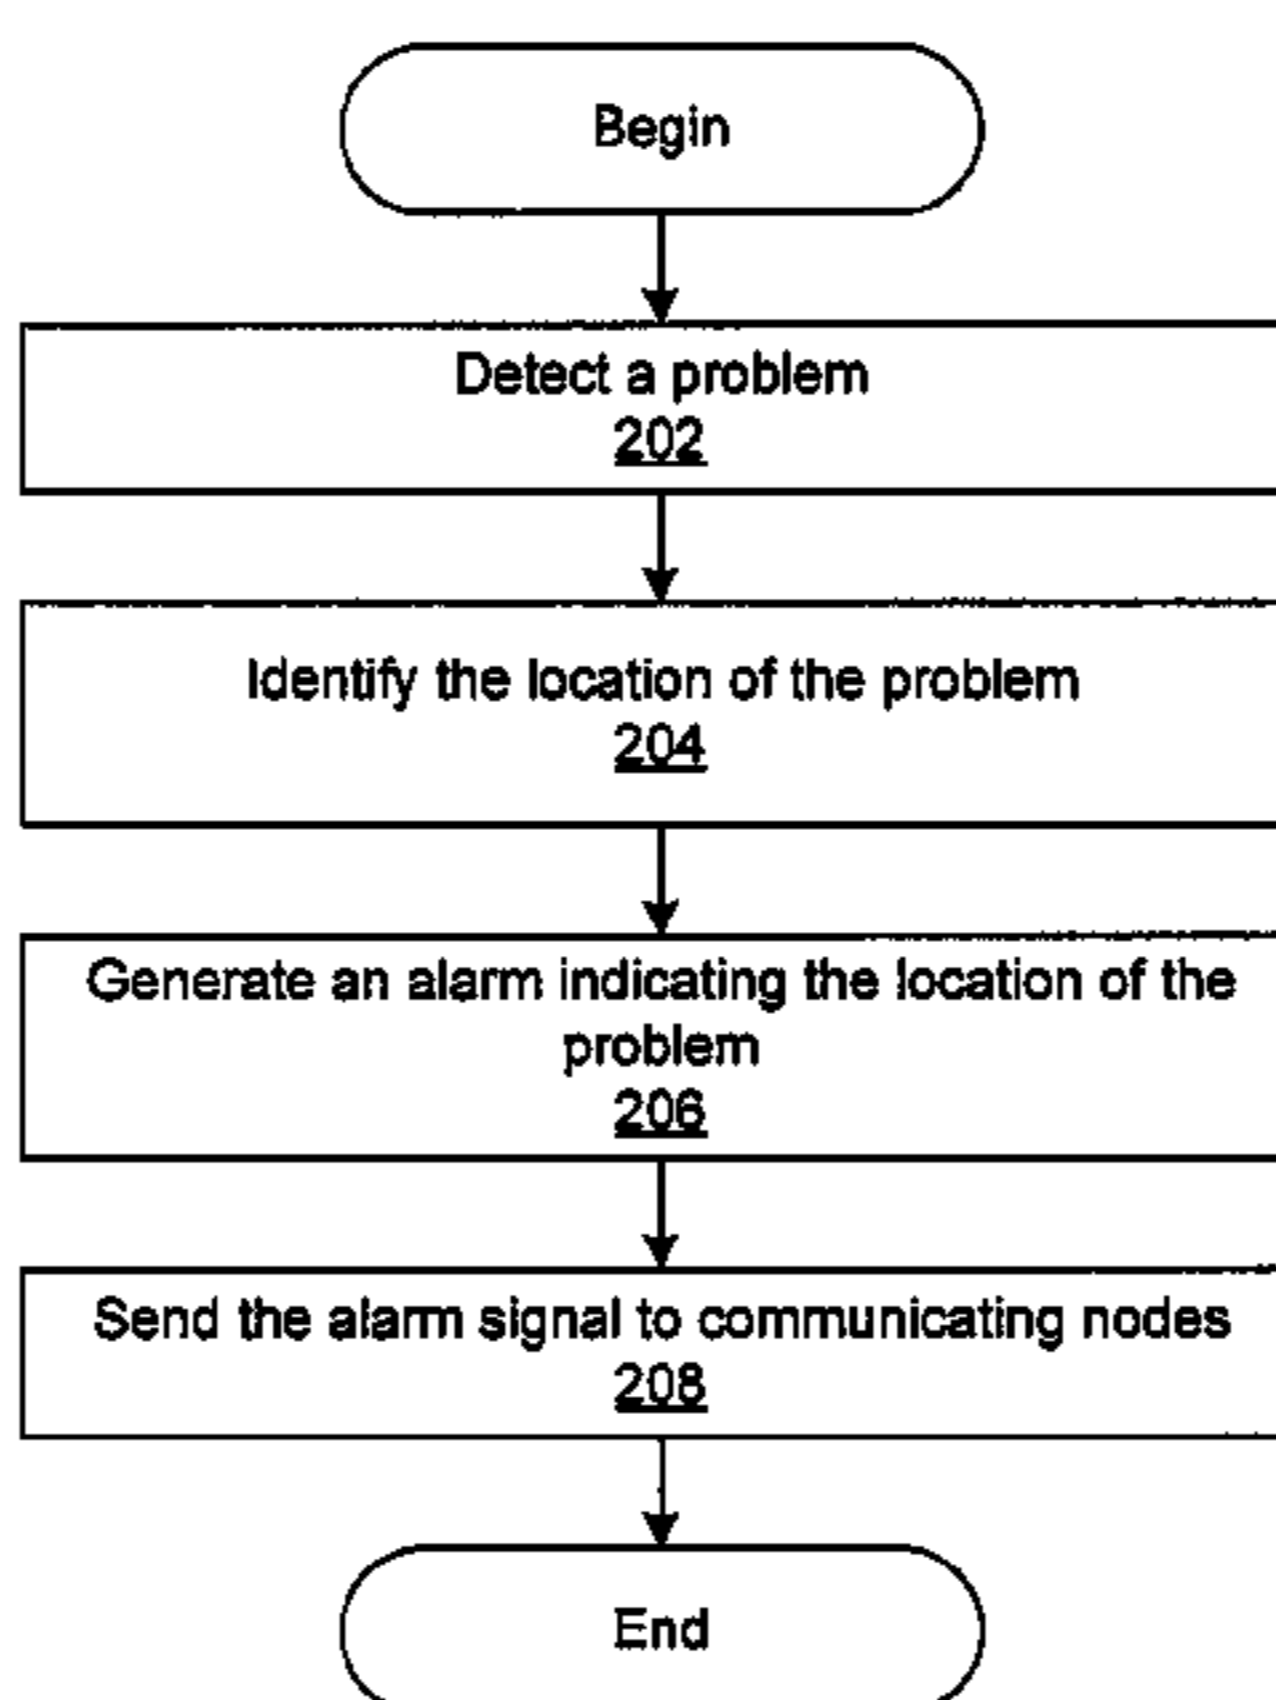 Begin
Detect a problem
202
Identify the location of the problem
204
Generate an alarm indicating the location of the
problem
206
Send the alarm signal to communicating nodes
208
End